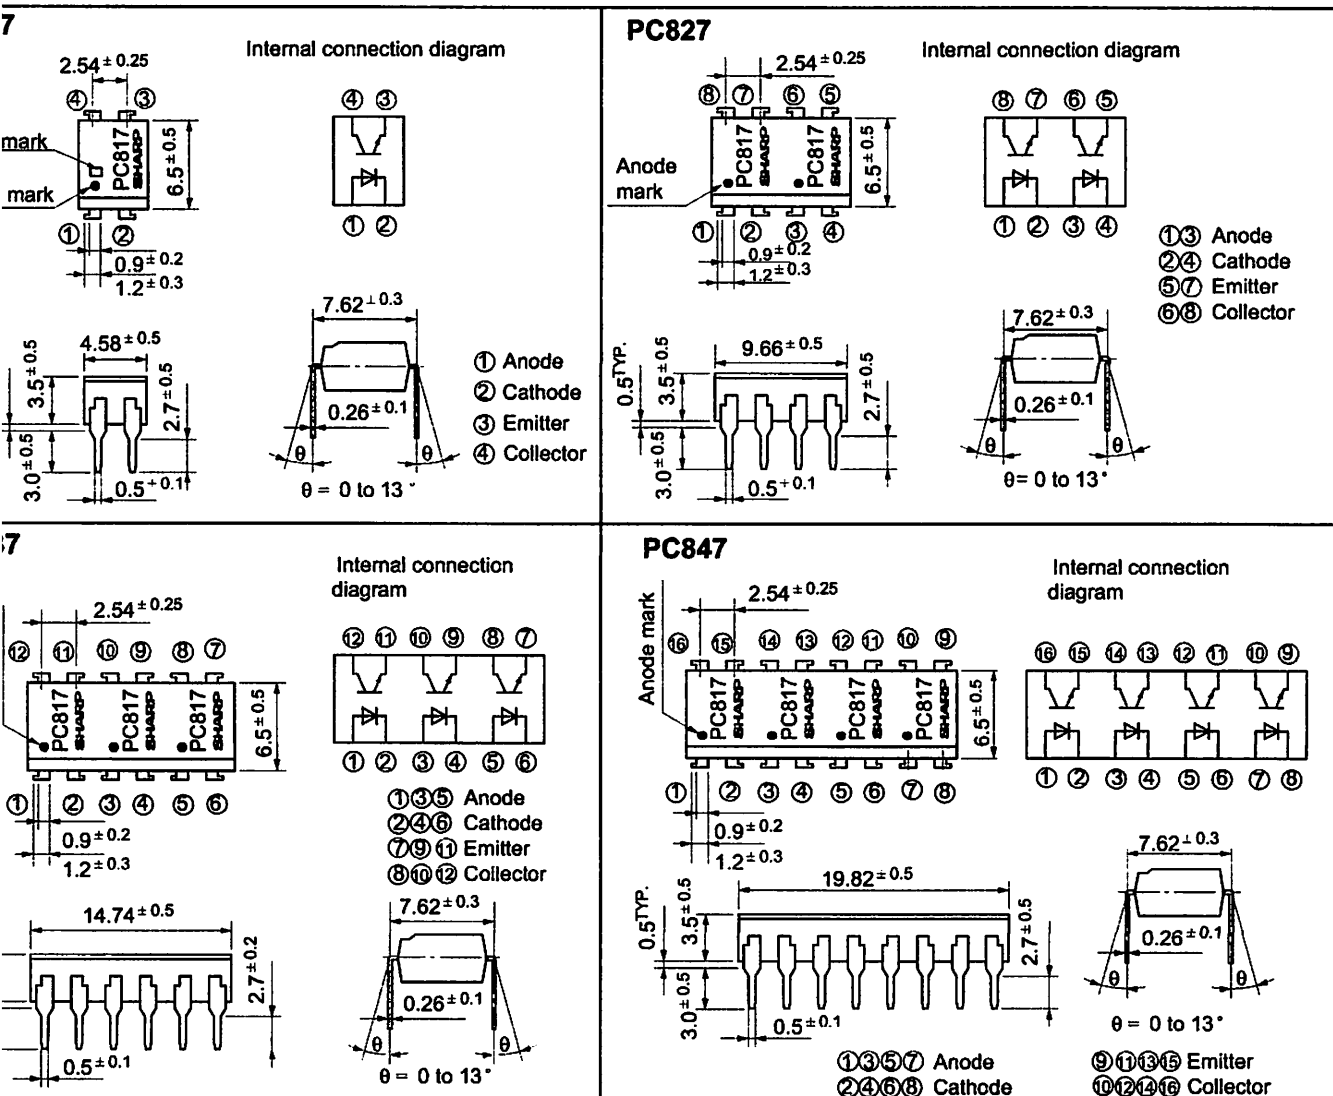 7
Internal connection diagram
2.54 ± 0.25
④ ③
④ ③
mark
PC817
SHARP
6.5 ± 0.5
mark
① ②
① ②
0.9 ± 0.2
1.2 ± 0.3
7.62 ± 0.3
4.58 ± 0.5
3.5 ± 0.5
2.7 ± 0.5
① Anode
② Cathode
③ Emitter
④ Collector
0.26 ± 0.1
3.0 ± 0.5
θ θ
0.5 ± 0.1
θ = 0 to 13 °
PC827
Internal connection diagram
2.54 ± 0.25
⑧ ⑦ ⑥ ⑤
⑧ ⑦ ⑥ ⑤
Anode
mark
PC817
SHARP
PC817
SHARP
6.5 ± 0.5
① ② ③ ④
① ② ③ ④
0.9 ± 0.2
1.2 ± 0.3
①③ Anode
②④ Cathode
⑤⑦ Emitter
⑥⑧ Collector
7.62 ± 0.3
9.66 ± 0.5
0.5 TYP.
3.5 ± 0.5
2.7 ± 0.5
0.26 ± 0.1
3.0 ± 0.5
θ θ
0.5 ± 0.1
θ = 0 to 13 °
37
Internal connection
diagram
2.54 ± 0.25
⑫ ⑪ ⑩ ⑨ ⑧ ⑦
⑫ ⑪ ⑩ ⑨ ⑧ ⑦
PC817
SHARP
PC817
SHARP
PC817
SHARP
6.5 ± 0.5
① ② ③ ④ ⑤ ⑥
① ② ③ ④ ⑤ ⑥
0.9 ± 0.2
1.2 ± 0.3
①③⑤ Anode
②④⑥ Cathode
⑦⑨⑪ Emitter
⑧⑩⑫ Collector
14.74 ± 0.5
7.62 ± 0.3
2.7 ± 0.2
0.26 ± 0.1
θ θ
0.5 ± 0.1
θ = 0 to 13 °
PC847
Internal connection
diagram
Anode mark
2.54 ± 0.25
⑯ ⑮ ⑭ ⑬ ⑫ ⑪ ⑩ ⑨
⑯ ⑮ ⑭ ⑬ ⑫ ⑪ ⑩ ⑨
PC817
SHARP
PC817
SHARP
PC817
SHARP
PC817
SHARP
6.5 ± 0.5
① ② ③ ④ ⑤ ⑥ ⑦ ⑧
① ② ③ ④ ⑤ ⑥ ⑦ ⑧
0.9 ± 0.2
1.2 ± 0.3
7.62 ± 0.3
19.82 ± 0.5
0.5 TYP.
3.5 ± 0.5
2.7 ± 0.5
0.26 ± 0.1
3.0 ± 0.5
θ θ
0.5 ± 0.1
θ = 0 to 13 °
①③⑤⑦ Anode
②④⑥⑧ Cathode
⑨⑪⑬⑮ Emitter
⑩⑫⑭⑯ Collector